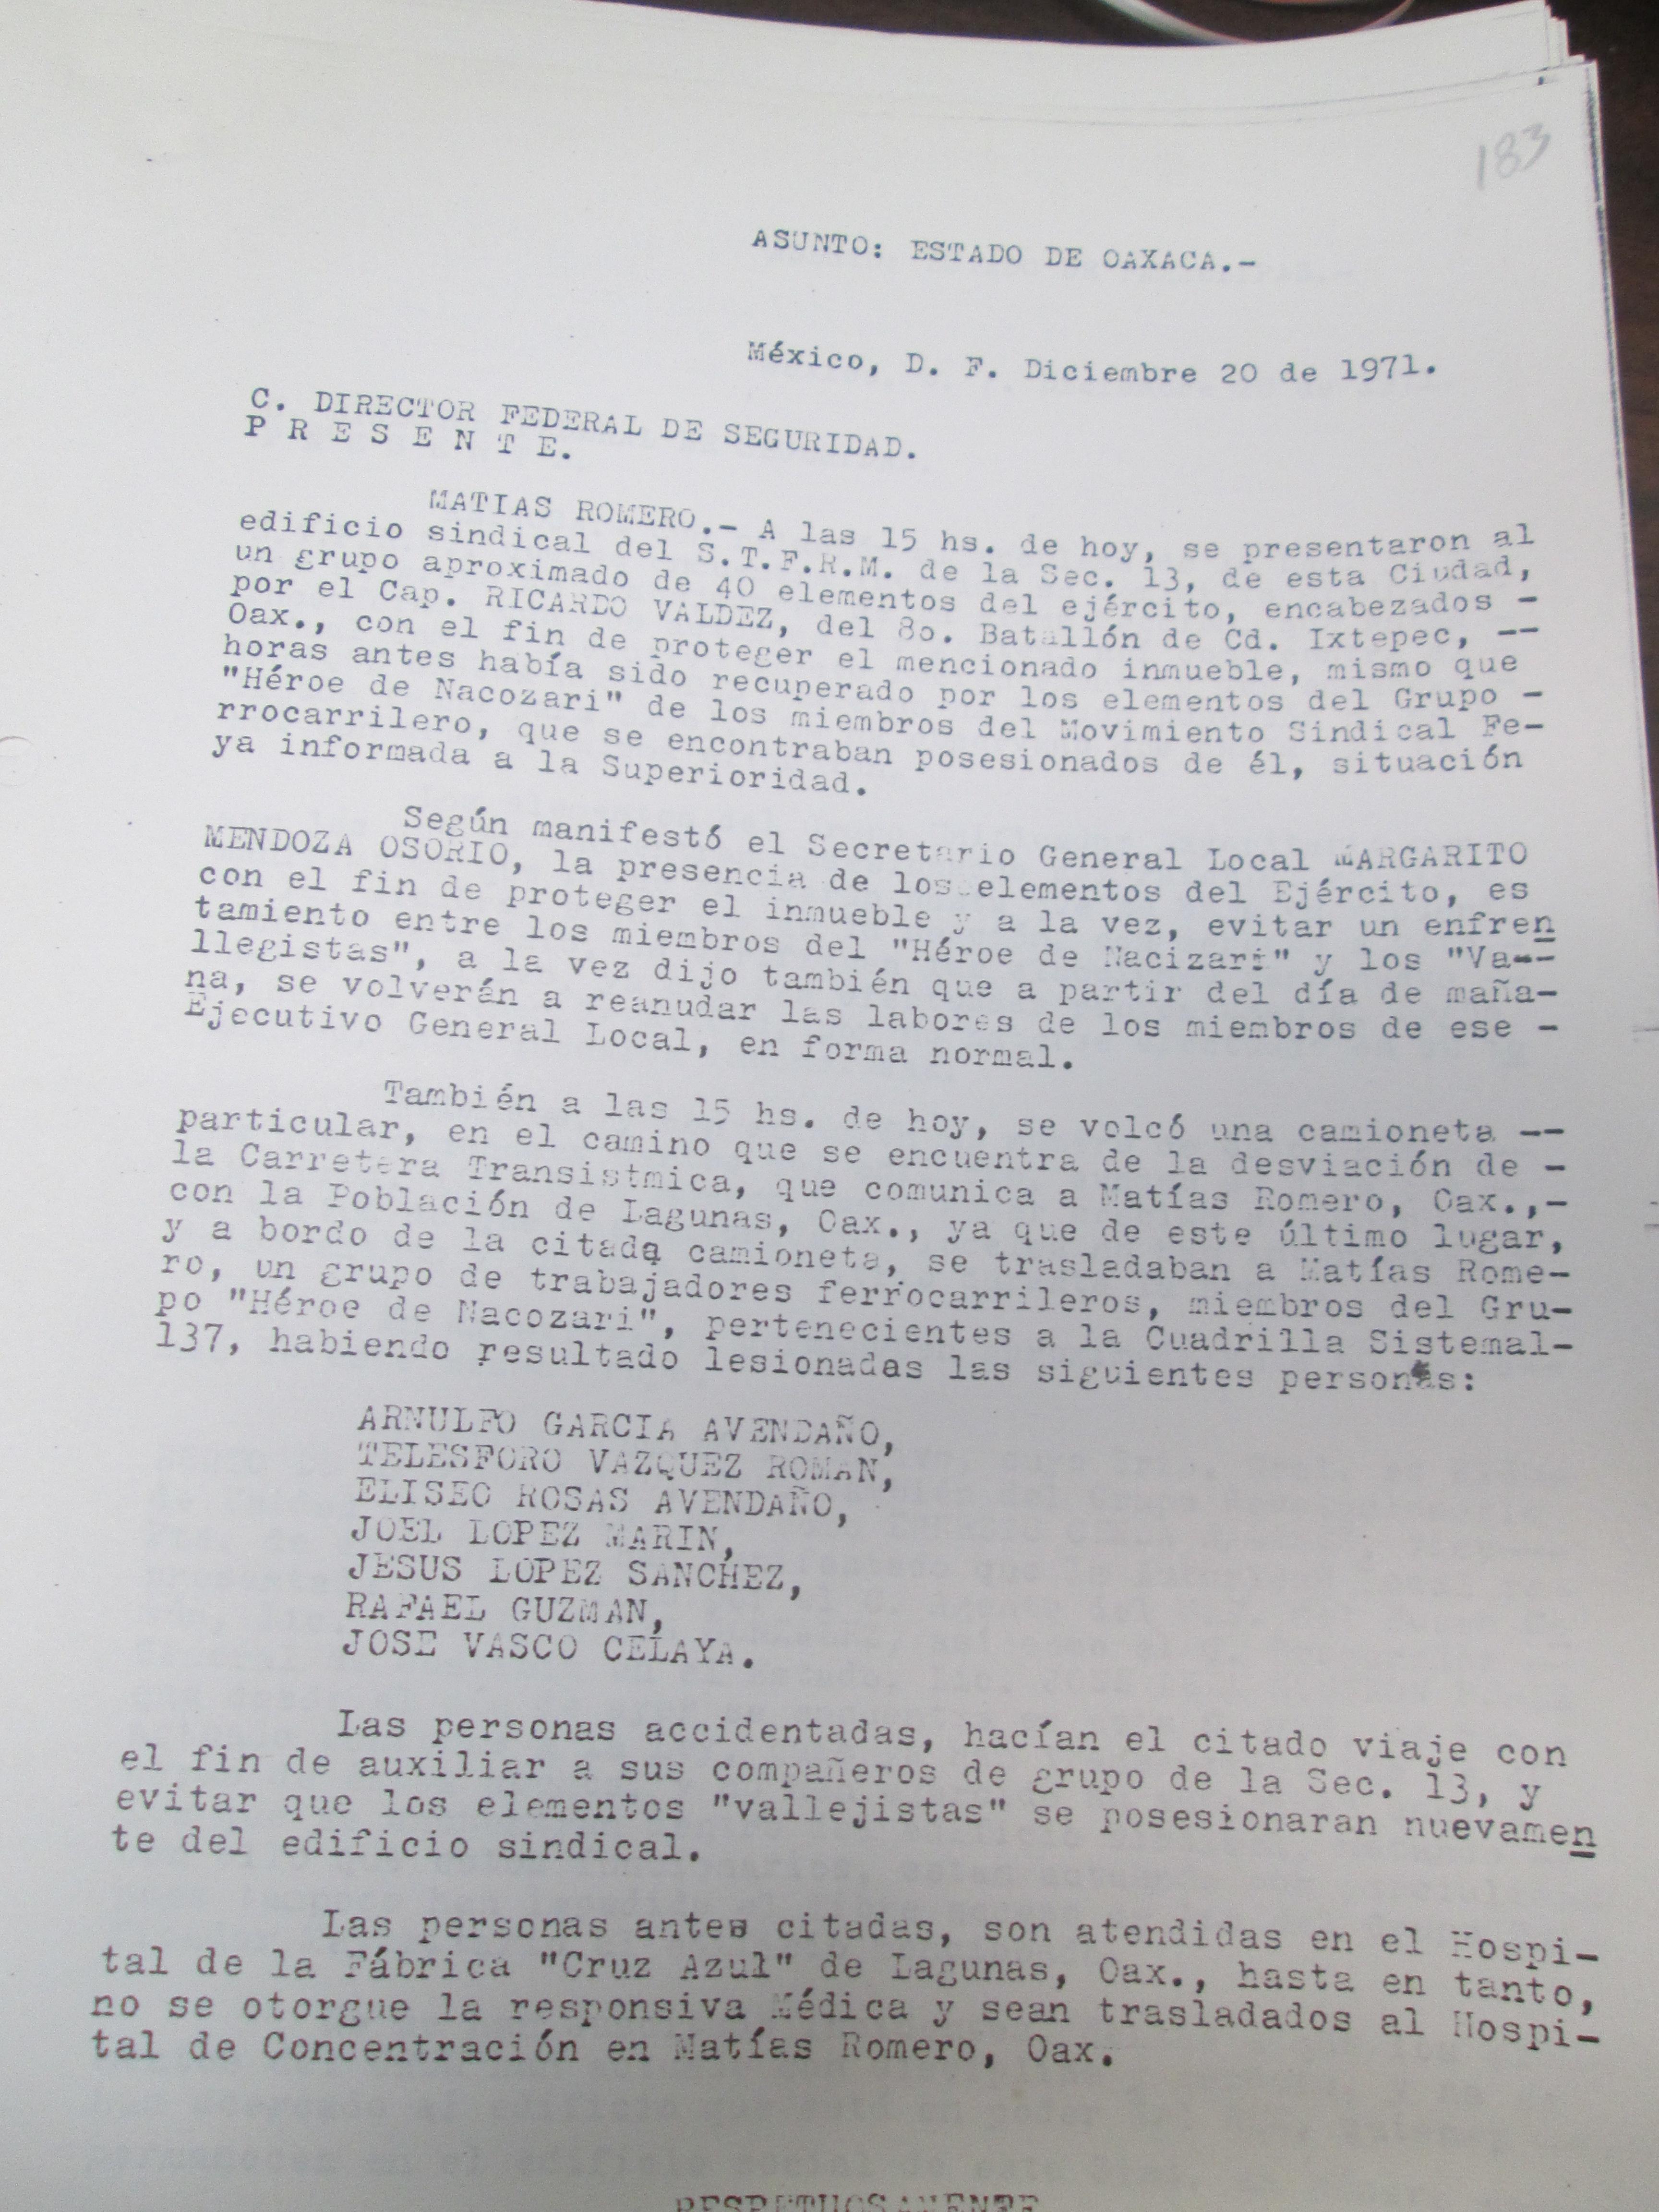 183
ASUNTO: ESTADO DE OAXACA.-
México, D. F. Diciembre 20 de 1971.
C. DIRECTOR FEDERAL DE SEGURIDAD.
P R E S E N T E.
MATIAS ROMERO.- A las 15 hs. de hoy, se presentaron al
edificio sindical del S.T.F.R.M. de la Sec. 13, de esta Ciudad,
un grupo aproximado de 40 elementos del ejército, encabezados -
por el Cap. RICARDO VALDEZ, del 8o. Batallón de Cd. Ixtepec, --
Oax., con el fin de proteger el mencionado inmueble, mismo que
horas antes había sido recuperado por los elementos del Grupo -
"Héroe de Nacozari" de los miembros del Movimiento Sindical Fe-
rrocarrilero, que se encontraban posesionados de él, situación
ya informada a la Superioridad.
Según manifestó el Secretario General Local MARGARITO
MENDOZA OSORIO, la presencia de los elementos del Ejército, es
con el fin de proteger el inmueble y a la vez, evitar un enfren
tamiento entre los miembros del "Héroe de Nacizari" y los "Va--
llegistas", a la vez dijo también que a partir del día de maña-
na, se volverán a reanudar las labores de los miembros de ese -
Ejecutivo General Local, en forma normal.
También a las 15 hs. de hoy, se volcó una camioneta --
particular, en el camino que se encuentra de la desviación de -
la Carretera Transistmica, que comunica a Matías Romero, Oax.,-
con la Población de Lagunas, Oax., ya que de este último lugar,
y a bordo de la citada camioneta, se trasladaban a Matías Rome-
ro, un grupo de trabajadores ferrocarrileros, miembros del Gru-
po "Héroe de Nacozari", pertenecientes a la Cuadrilla Sistemal-
137, habiendo resultado lesionadas las siguientes personas:
ARNULFO GARCIA AVENDAÑO,
TELESFORO VAZQUEZ ROMAN,
ELISEO ROSAS AVENDAÑO,
JOEL LOPEZ MARIN,
JESUS LOPEZ SANCHEZ,
RAFAEL GUZMAN,
JOSE VASCO CELAYA.
Las personas accidentadas, hacían el citado viaje con
el fin de auxiliar a sus compañeros de grupo de la Sec. 13, y
evitar que los elementos "vallejistas" se posesionaran nuevamen
te del edificio sindical.
Las personas antes citadas, son atendidas en el Hospi-
tal de la Fábrica "Cruz Azul" de Lagunas, Oax., hasta en tanto,
no se otorgue la responsiva Médica y sean trasladados al Hospi-
tal de Concentración en Matías Romero, Oax.
RESPETUOSAMENTE